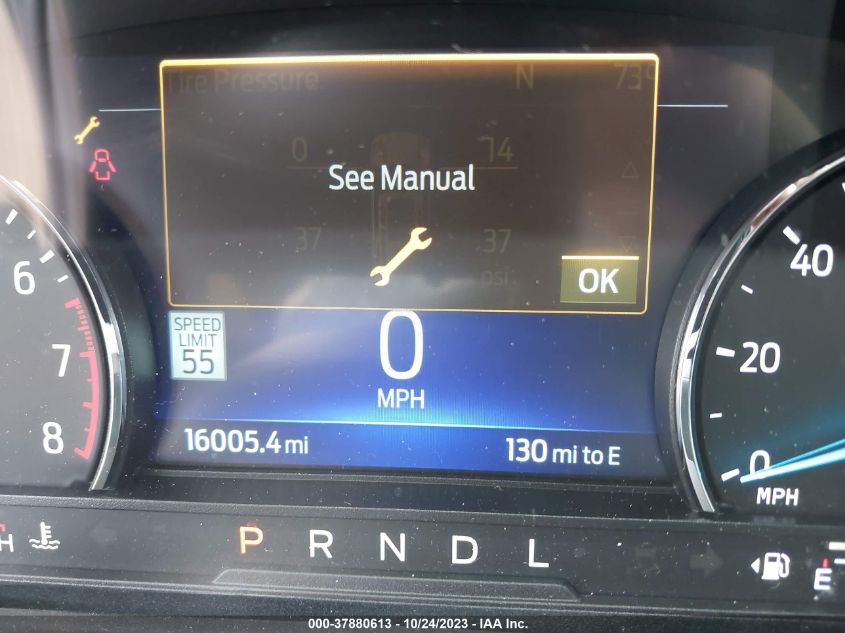 Tire Pressure N 73°
0 14
See Manual
37 37
psi
OK
SPEED
LIMIT
55
0
MPH
16005.4 mi 130 mi to E
6
7
8
40
20
0
MPH
H P R N D L E
000-37880613 - 10/24/2023 - IAA Inc.